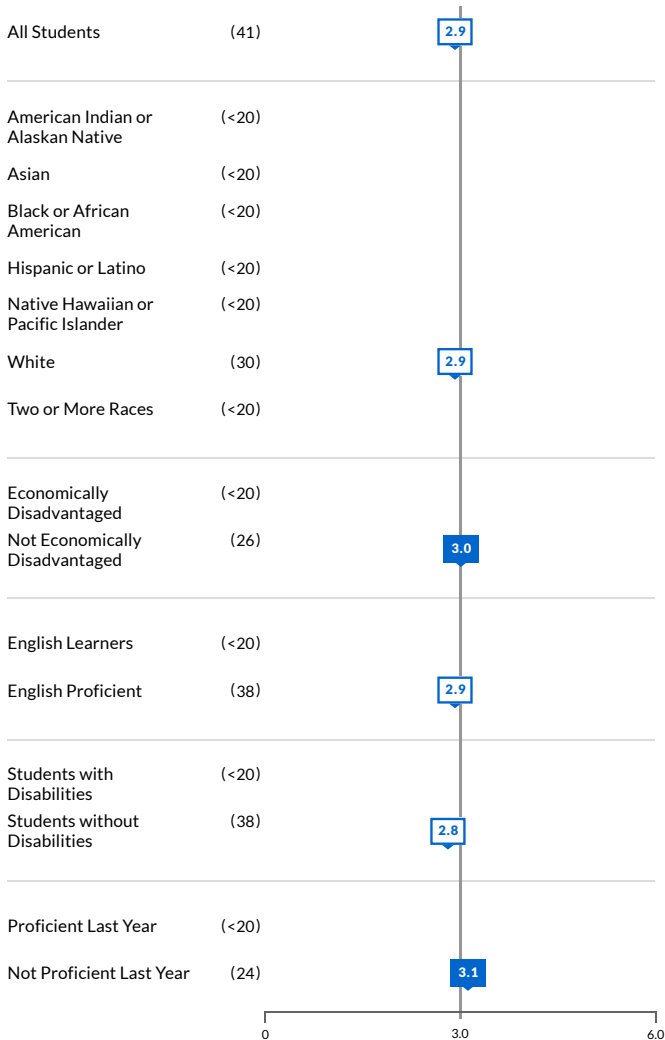 All Students (41) 2.9
American Indian or
Alaskan Native (<20)
Asian (<20)
Black or African
American (<20)
Hispanic or Latino (<20)
Native Hawaiian or
Pacific Islander (<20)
White (30) 2.9
Two or More Races (<20)
Economically
Disadvantaged (<20)
Not Economically
Disadvantaged (26) 3.0
English Learners (<20)
English Proficient (38) 2.9
Students with
Disabilities (<20)
Students without
Disabilities (38) 2.8
Proficient Last Year (<20)
Not Proficient Last Year (24) 3.1
0 3.0 6.0